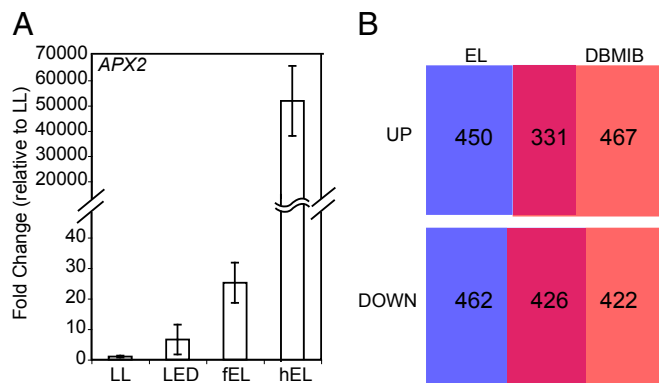 A
APX2
Fold Change (relative to LL)
70000
60000
50000
40000
30000
20000
40
30
20
10
0
LL LED fEL hEL
B
EL DBMIB
UP 450 331 467
DOWN 462 426 422